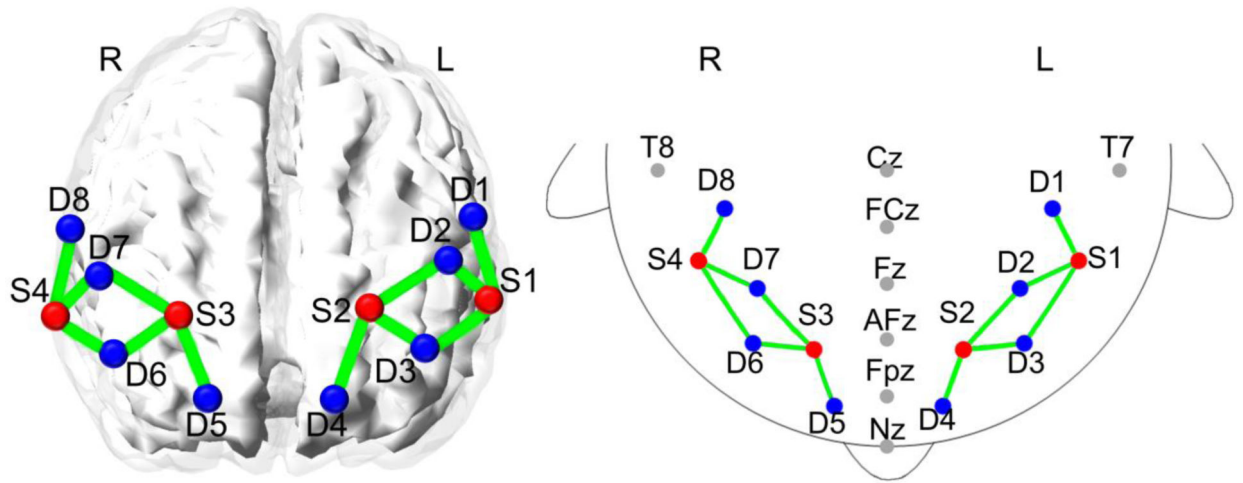 R
L
D8
D1
D7
D2
S4
S1
S3
S2
D6
D3
D5
D4
R
L
T8
Cz
T7
D8
D1
FCz
S4
D7
Fz
D2
S1
S3
AFz
S2
D6
D3
Fpz
D5
Nz
D4